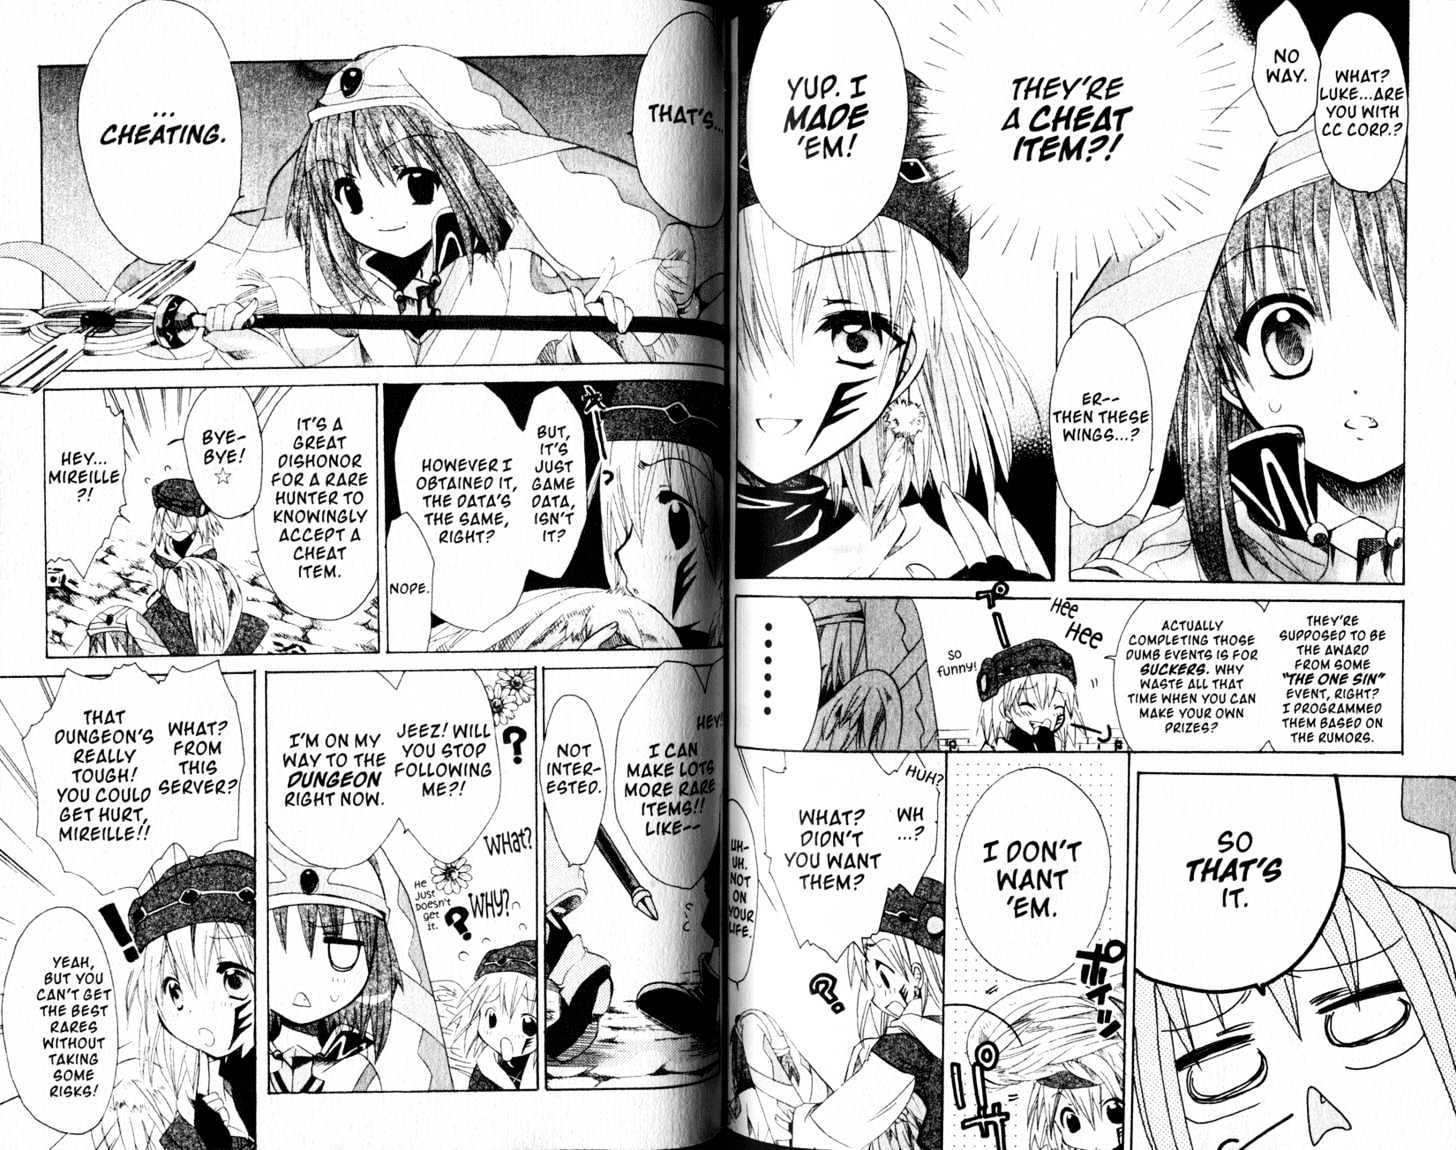 WHAT?
LUKE...ARE
YOU WITH
CC CORP.?
NO
WAY.
ER--
THEN THESE
WINGS...?
THEY'RE
A CHEAT
ITEM?!
YUP. I
MADE
'EM!
THEY'RE
SUPPOSED TO BE
THE AWARD
FROM SOME
"THE ONE SIN"
EVENT, RIGHT?
I PROGRAMMED
THEM BASED ON
THE RUMORS.
ACTUALLY
COMPLETING THOSE
DUMB EVENTS IS FOR
SUCKERS. WHY
WASTE ALL THAT
TIME WHEN YOU CAN
MAKE YOUR OWN
PRIZES?
Hee
Hee
プ
SO
funny!
SO
THAT'S
IT.
I DON'T
WANT
'EM.
ポイッ
HUH?
WH
...?
WHAT?
DIDN'T
YOU WANT
THEM?
?
UH-
UH.
NOT
ON
YOUR
LIFE.
THAT'S...
...
CHEATING.
BUT,
IT'S JUST
GAME
DATA,
ISN'T
IT?
?
HOWEVER I
OBTAINED IT,
THE DATA'S
THE SAME,
RIGHT?
NOPE.
IT'S A
GREAT
DISHONOR
FOR A RARE
HUNTER TO
KNOWINGLY
ACCEPT A
CHEAT
ITEM.
BYE-
BYE!
☆
HEY...
MIREILLE
?!
HEY!
I CAN
MAKE LOTS
MORE RARE
ITEMS!!
LIKE--
NOT
INTER-
ESTED.
JEEZ! WILL
YOU STOP
FOLLOWING
ME?!
I'M ON MY
WAY TO THE
DUNGEON
RIGHT NOW.
?
WHat?
WHY?
?
He
Just
Doesn't
get
it.
WHAT?
FROM
THIS
SERVER?
THAT
DUNGEON'S
REALLY
TOUGH!
YOU COULD
GET HURT,
MIREILLE!!
!
YEAH,
BUT YOU
CAN'T GET
THE BEST
RARES
WITHOUT
TAKING
SOME
RISKS!